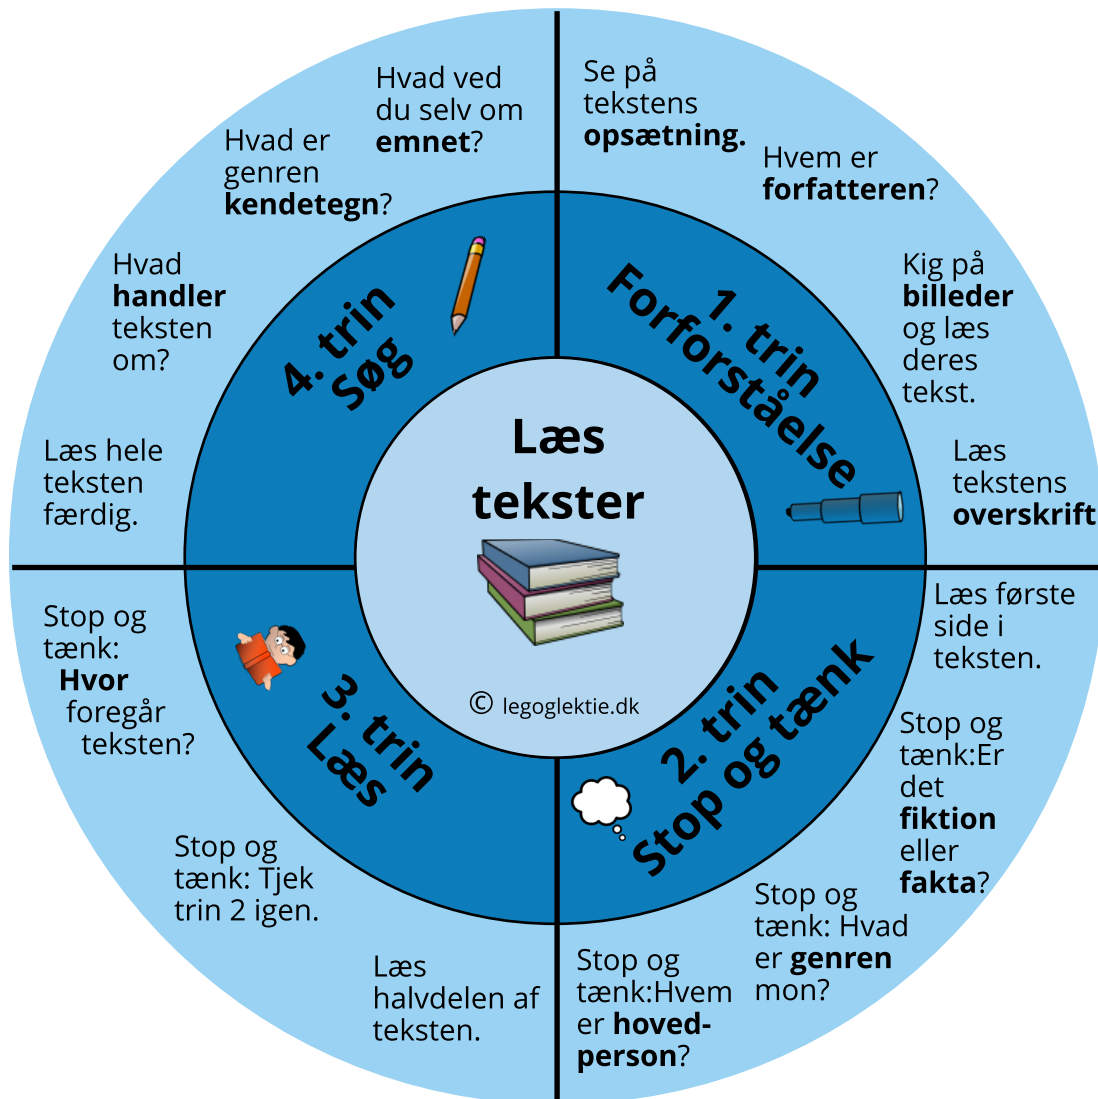 Læs
tekster
© legoglektie.dk
1. trin
Forforståelse
Se på
tekstens
opsætning.
Hvem er
forfatteren?
Kig på
billeder
og læs
deres
tekst.
Læs
tekstens
overskrift
2. trin
Stop og tænk
Læs første
side i
teksten.
Stop og
tænk:Er
det
fiktion
eller
fakta?
Stop og
tænk: Hvad
er genren
mon?
Stop og
tænk:Hvem
er hoved-
person?
3. trin
Læs
Læs
halvdelen af
teksten.
Stop og
tænk: Tjek
trin 2 igen.
Stop og
tænk:
Hvor
foregår
teksten?
4. trin
Søg
Læs hele
teksten
færdig.
Hvad
handler
teksten
om?
Hvad er
genren
kendetegn?
Hvad ved
du selv om
emnet?